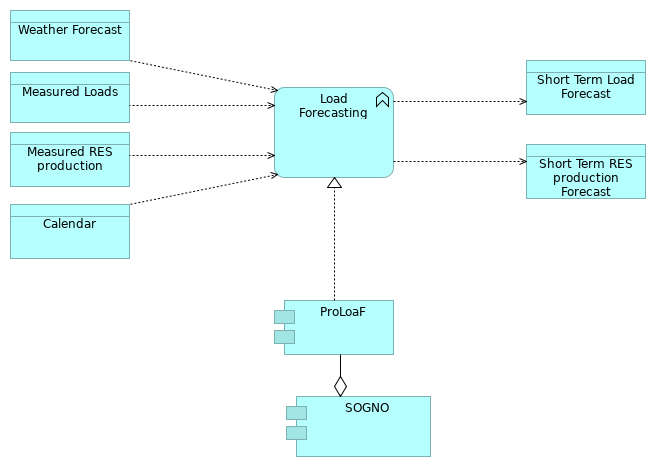 Weather Forecast
Measured Loads
Measured RES
production
Calendar
Load
Forecasting
Short Term Load
Forecast
Short Term RES
production
Forecast
ProLoaF
SOGNO